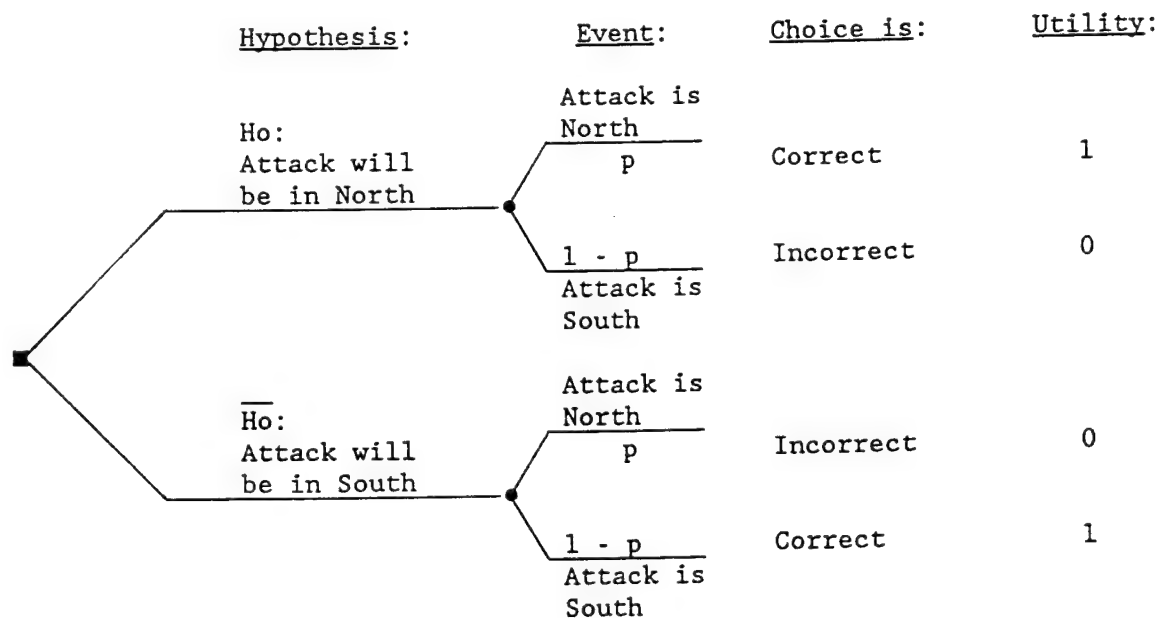 Hypothesis: Event: Choice is: Utility:
Attack is
North
Ho:
Attack will
be in North
p Correct 1
1 - p Incorrect 0
Attack is
South
Attack is
North
H̅o̅:
Attack will
be in South
p Incorrect 0
1 - p Correct 1
Attack is
South